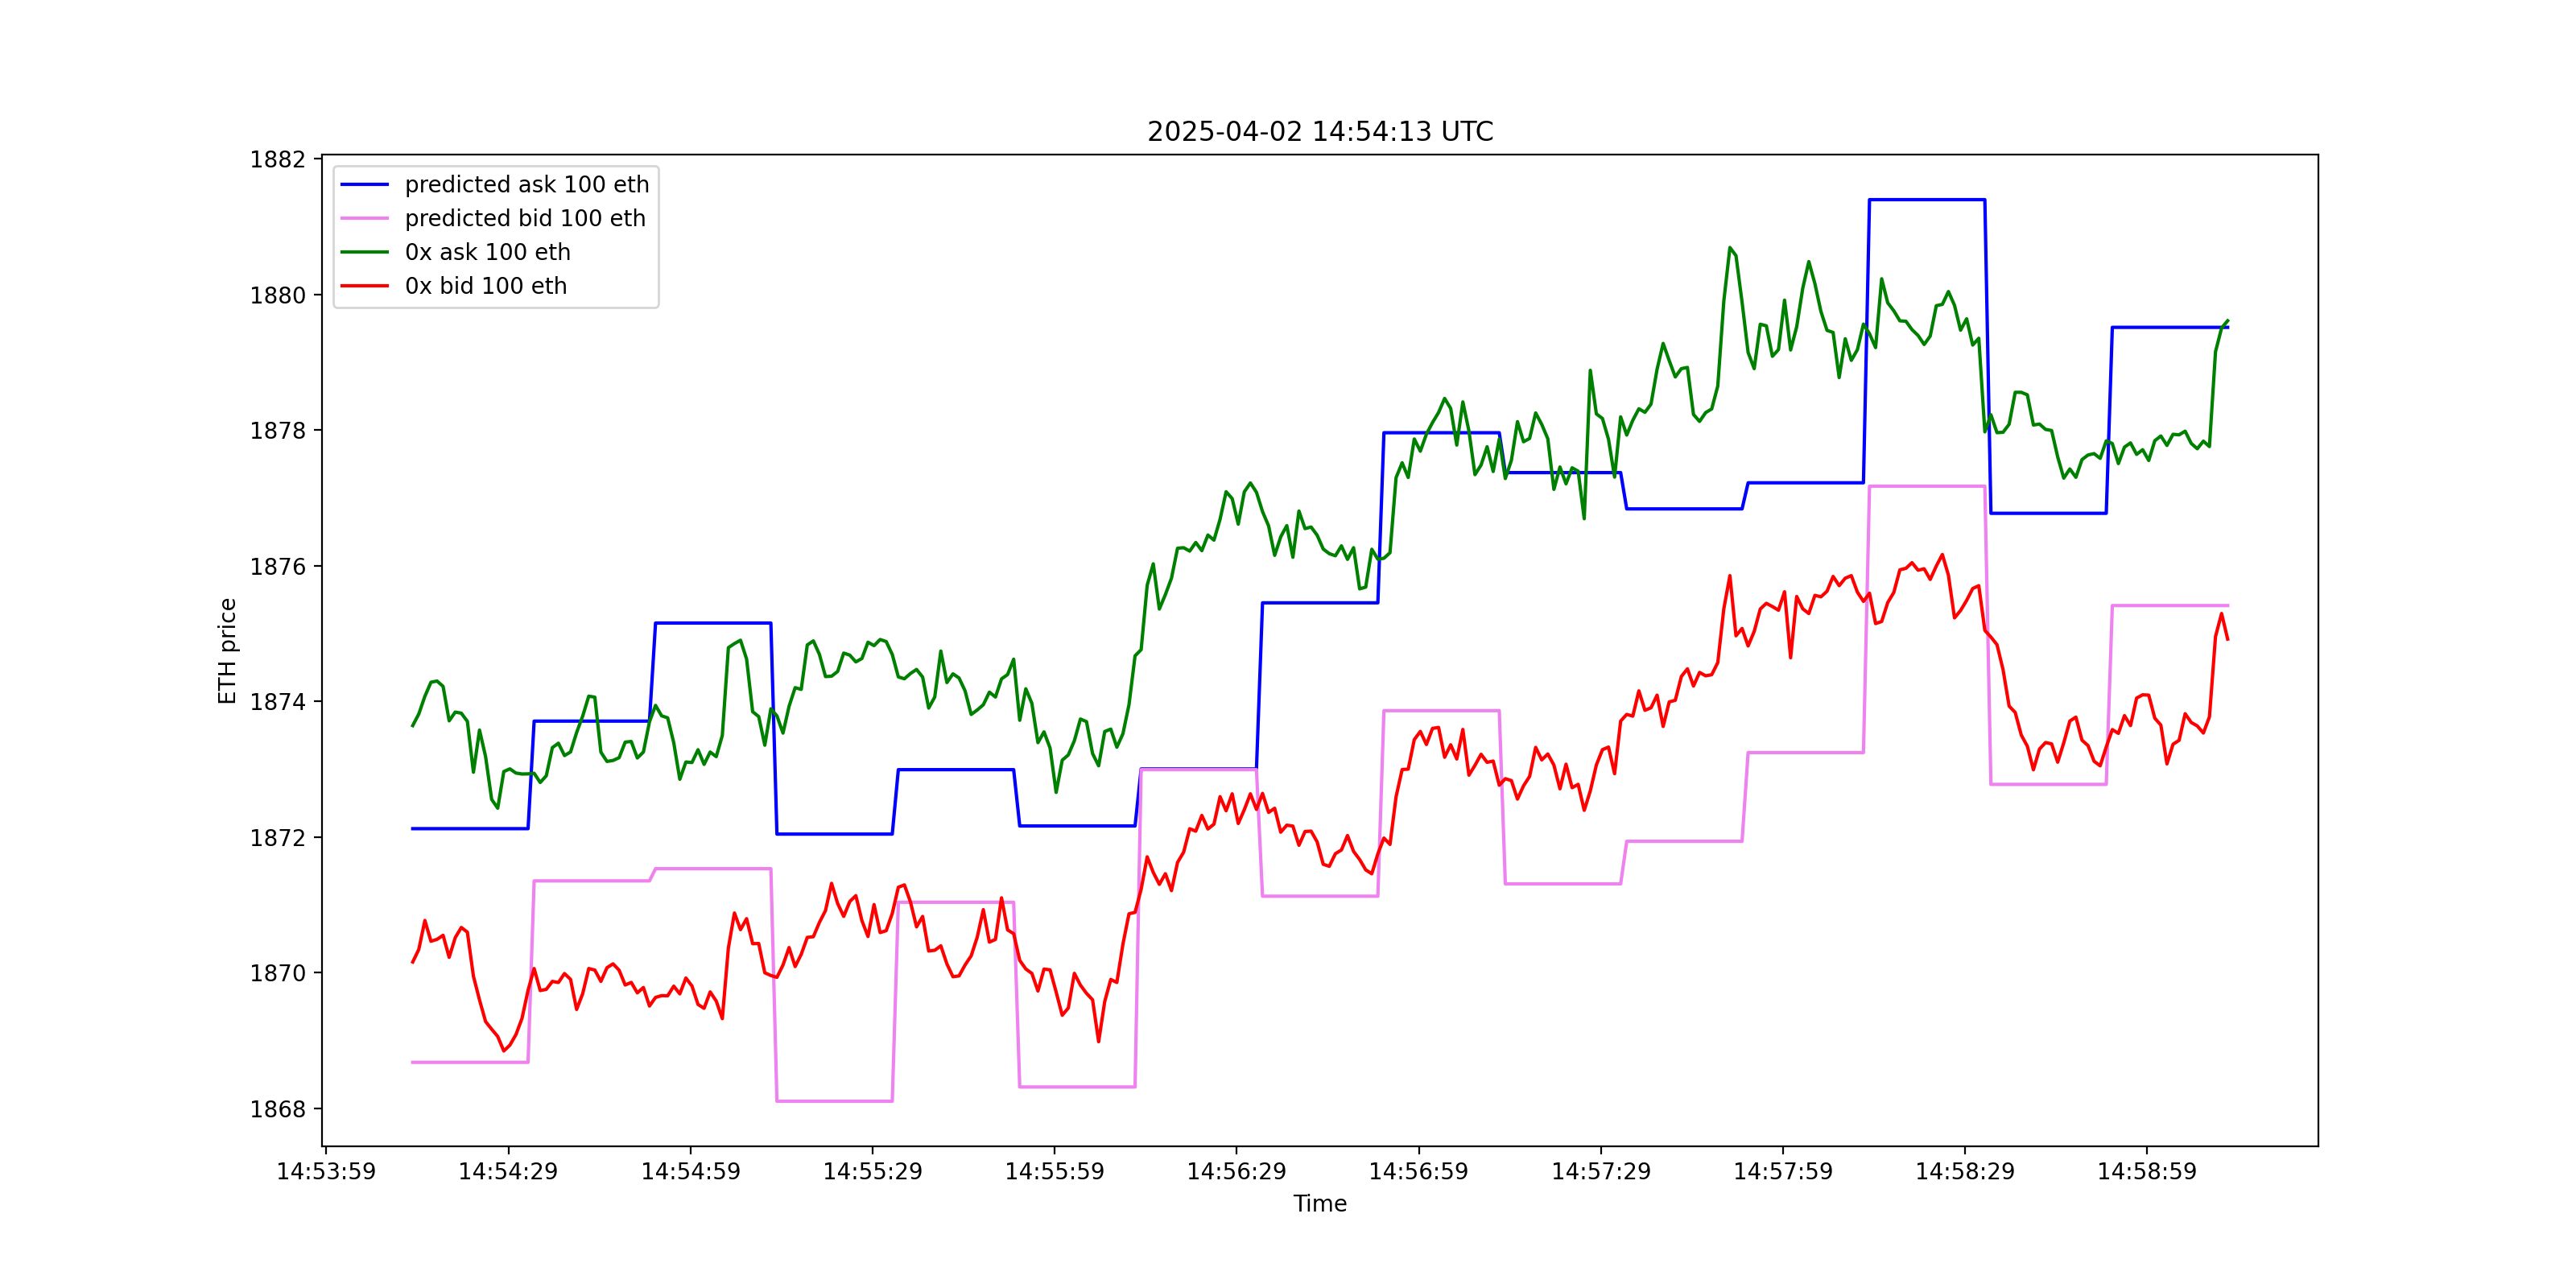 2025-04-02 14:54:13 UTC
predicted ask 100 eth
predicted bid 100 eth
0x ask 100 eth
0x bid 100 eth
1882
1880
1878
1876
1874
1872
1870
1868
ETH price
14:53:59 14:54:29 14:54:59 14:55:29 14:55:59 14:56:29 14:56:59 14:57:29 14:57:59 14:58:29 14:58:59
Time